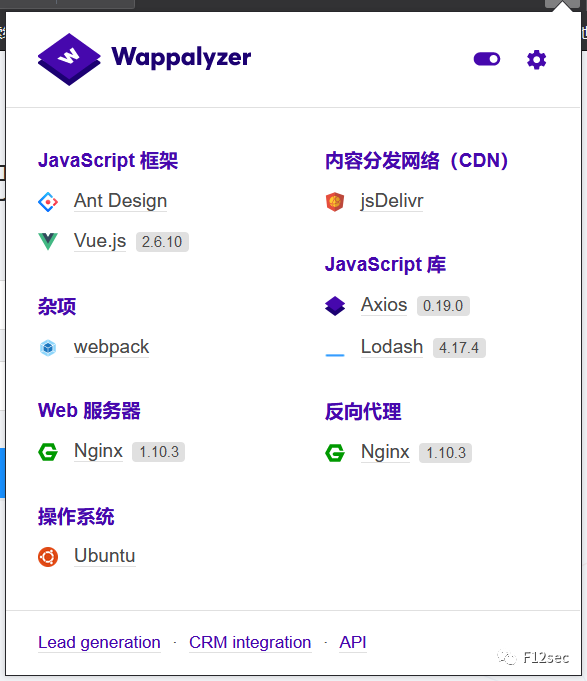 Wappalyzer
JavaScript 框架
Ant Design
Vue.js 2.6.10
杂项
webpack
Web 服务器
Nginx 1.10.3
操作系统
Ubuntu
内容分发网络（CDN）
jsDelivr
JavaScript 库
Axios 0.19.0
Lodash 4.17.4
反向代理
Nginx 1.10.3
Lead generation · CRM integration · API
F12sec